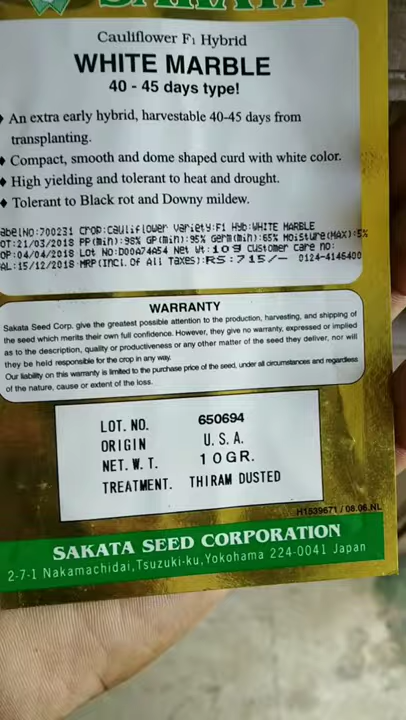 SAKATA
Cauliflower F1 Hybrid
WHITE MARBLE
40 - 45 days type!
♦ An extra early hybrid, harvestable 40-45 days from
transplanting.
♦ Compact, smooth and dome shaped curd with white color.
♦ High yielding and tolerant to heat and drought.
♦ Tolerant to Black rot and Downy mildew.
abelNO:700231 Crop:Cauliflower Variety:F1 Hyb:WHITE MARBLE
OT:21/03/2018 PP(min):98% GP(min):95% Germ(min):65% Moisture(MAX):5%
OP:04/04/2018 Lot No:D00A74A54 Net Wt:10g Customer care no:
AL:15/12/2018 MRP(Incl. Of All Taxes):RS:715/- 0124-4146400
WARRANTY
Sakata Seed Corp. give the greatest possible attention to the production, harvesting, and shipping of
the seed which merits their own full confidence. However, they give no warranty, expressed or implied
as to the description, quality or productiveness or any other matter of the seed they deliver, nor will
they be held responsible for the crop in any way.
Our liability on this warranty is limited to the purchase price of the seed, under all circumstances and regardless
of the nature, cause or extent of the loss.
LOT. NO. 650694
ORIGIN U. S. A.
NET. W. T. 10GR.
TREATMENT. THIRAM DUSTED
H1539671 / 08.06.NL
SAKATA SEED CORPORATION
2-7-1 Nakamachidai,Tsuzuki-ku,Yokohama 224-0041 Japan